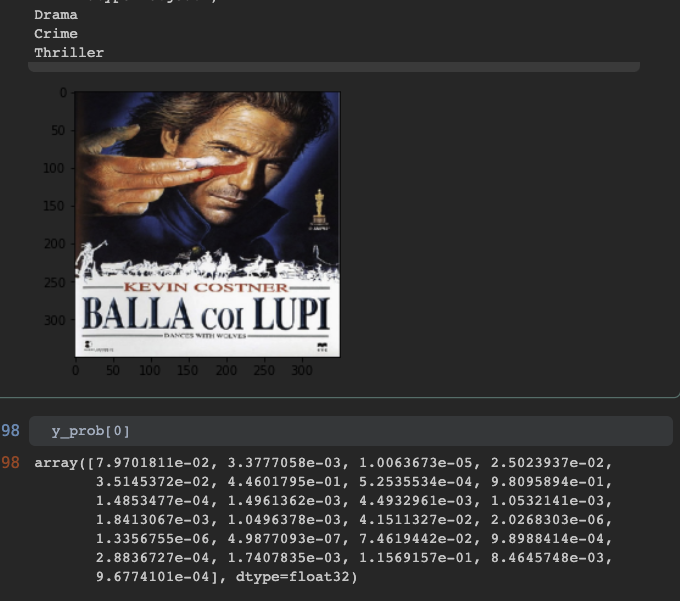 Drama
Crime
Thriller
0
50
100
150
200
250
300
KEVIN COSTNER
BALLA COI LUPI
DANCES WITH WOLVES
0 50 100 150 200 250 300
98 y_prob[0]
98 array([7.9701811e-02, 3.3777058e-03, 1.0063673e-05, 2.5023937e-02,
3.5145372e-02, 4.4601795e-01, 5.2535534e-04, 9.8095894e-01,
1.4853477e-04, 1.4961362e-03, 4.4932961e-03, 1.0532141e-03,
1.8413067e-03, 1.0496378e-03, 4.1511327e-02, 2.0268303e-06,
1.3356755e-06, 4.9877093e-07, 7.4619442e-02, 9.8988414e-04,
2.8836727e-04, 1.7407835e-03, 1.1569157e-01, 8.4645748e-03,
9.6774101e-04], dtype=float32)